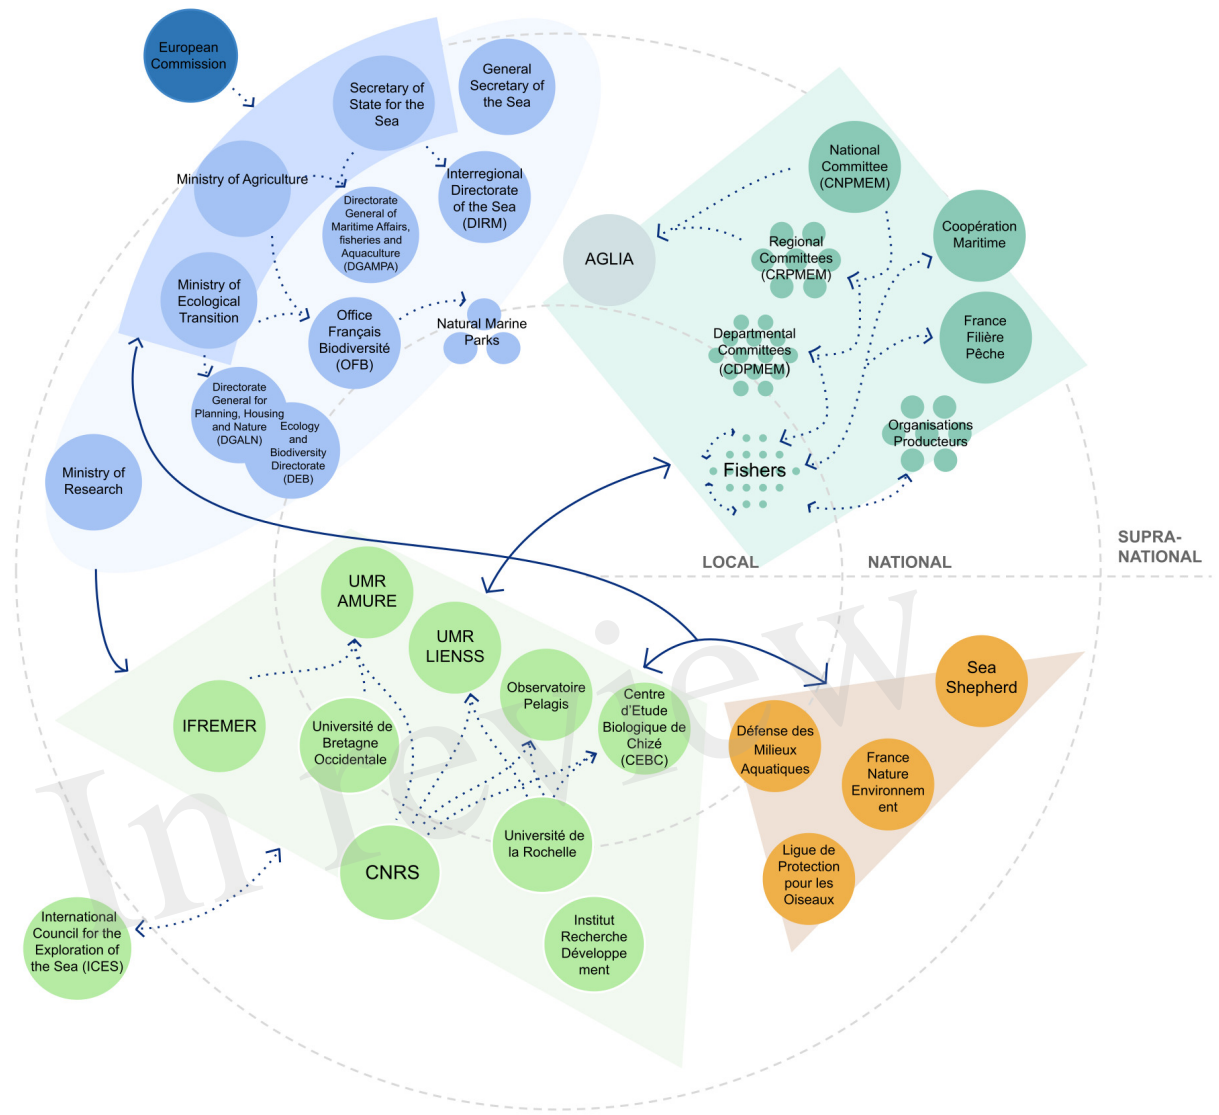 European
Commission
Secretary of
State for the
Sea
General
Secretary of
the Sea
Ministry of Agriculture
Directorate
General of
Maritime Affairs,
fisheries and
Aquaculture
(DGAMPA)
Interregional
Directorate
of the Sea
(DIRM)
Ministry of
Ecological
Transition
Office
Français
Biodiversité
(OFB)
Natural Marine
Parks
Directorate
General for
Planning, Housing
and Nature
(DGALN)
Ecology
and
Biodiversity
Directorate
(DEB)
Ministry of
Research
National
Committee
(CNPMEM)
AGLIA
Regional
Committees
(CRPMEM)
Coopération
Maritime
Departmental
Committees
(CDPMEM)
France
Filière
Pêche
Organisations
Producteurs
Fishers
LOCAL
NATIONAL
SUPRA-
NATIONAL
UMR
AMURE
UMR
LIENSS
Observatoire
Pelagis
Centre
d'Etude
Biologique de
Chizé
(CEBC)
IFREMER
Université de
Bretagne
Occidentale
CNRS
Université de
la Rochelle
Institut
Recherche
Développe
ment
International
Council for the
Exploration of
the Sea (ICES)
Sea
Shepherd
Défense des
Milieux
Aquatiques
France
Nature
Environnem
ent
Ligue de
Protection
pour les
Oiseaux
In review